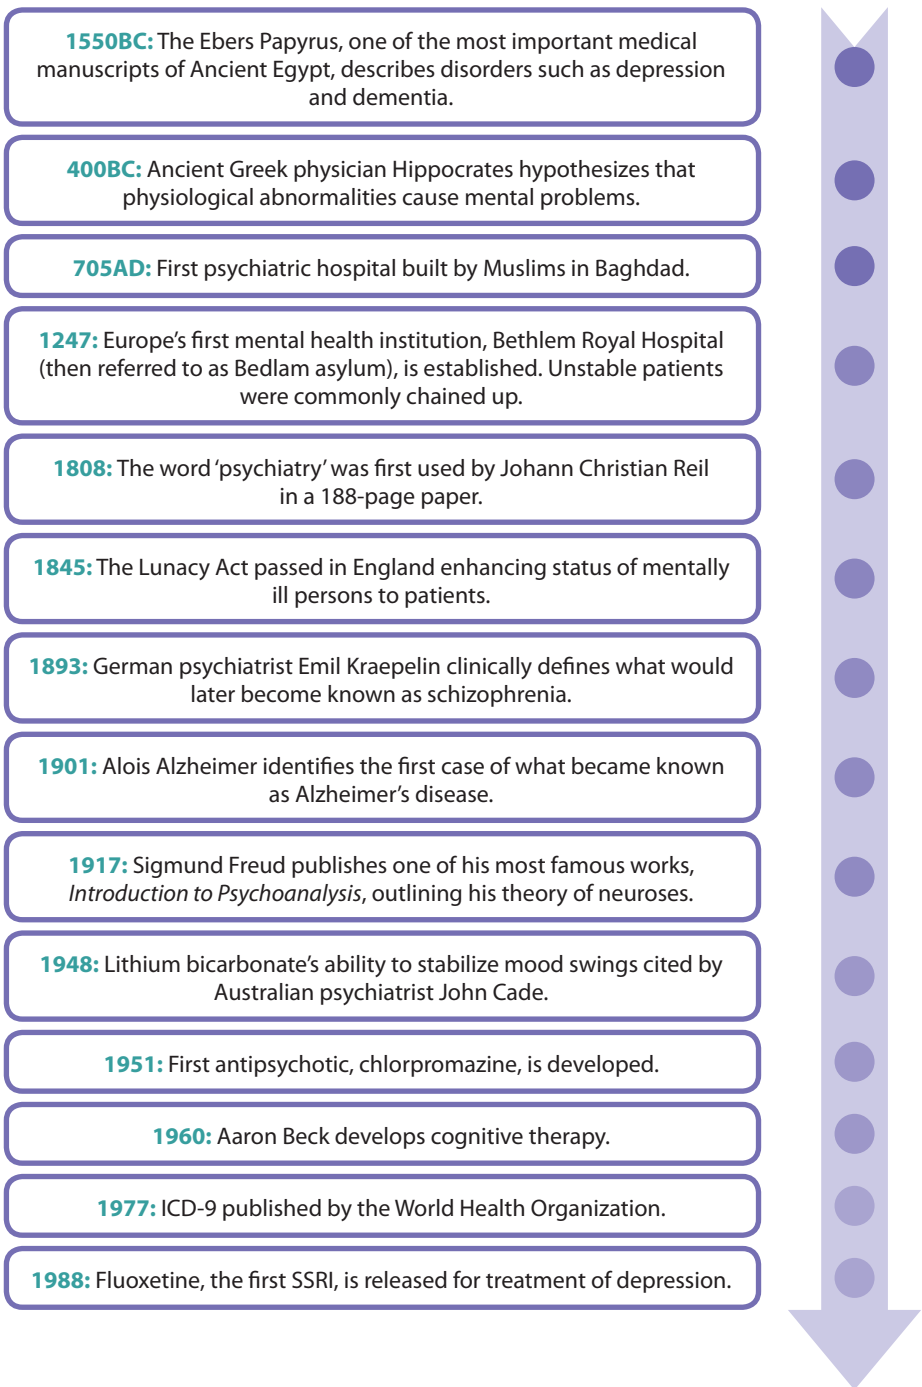 1550BC: The Ebers Papyrus, one of the most important medical
manuscripts of Ancient Egypt, describes disorders such as depression
and dementia.
400BC: Ancient Greek physician Hippocrates hypothesizes that
physiological abnormalities cause mental problems.
705AD: First psychiatric hospital built by Muslims in Baghdad.
1247: Europe’s first mental health institution, Bethlem Royal Hospital
(then referred to as Bedlam asylum), is established. Unstable patients
were commonly chained up.
1808: The word ‘psychiatry’ was first used by Johann Christian Reil
in a 188-page paper.
1845: The Lunacy Act passed in England enhancing status of mentally
ill persons to patients.
1893: German psychiatrist Emil Kraepelin clinically defines what would
later become known as schizophrenia.
1901: Alois Alzheimer identifies the first case of what became known
as Alzheimer’s disease.
1917: Sigmund Freud publishes one of his most famous works,
Introduction to Psychoanalysis, outlining his theory of neuroses.
1948: Lithium bicarbonate’s ability to stabilize mood swings cited by
Australian psychiatrist John Cade.
1951: First antipsychotic, chlorpromazine, is developed.
1960: Aaron Beck develops cognitive therapy.
1977: ICD-9 published by the World Health Organization.
1988: Fluoxetine, the first SSRI, is released for treatment of depression.